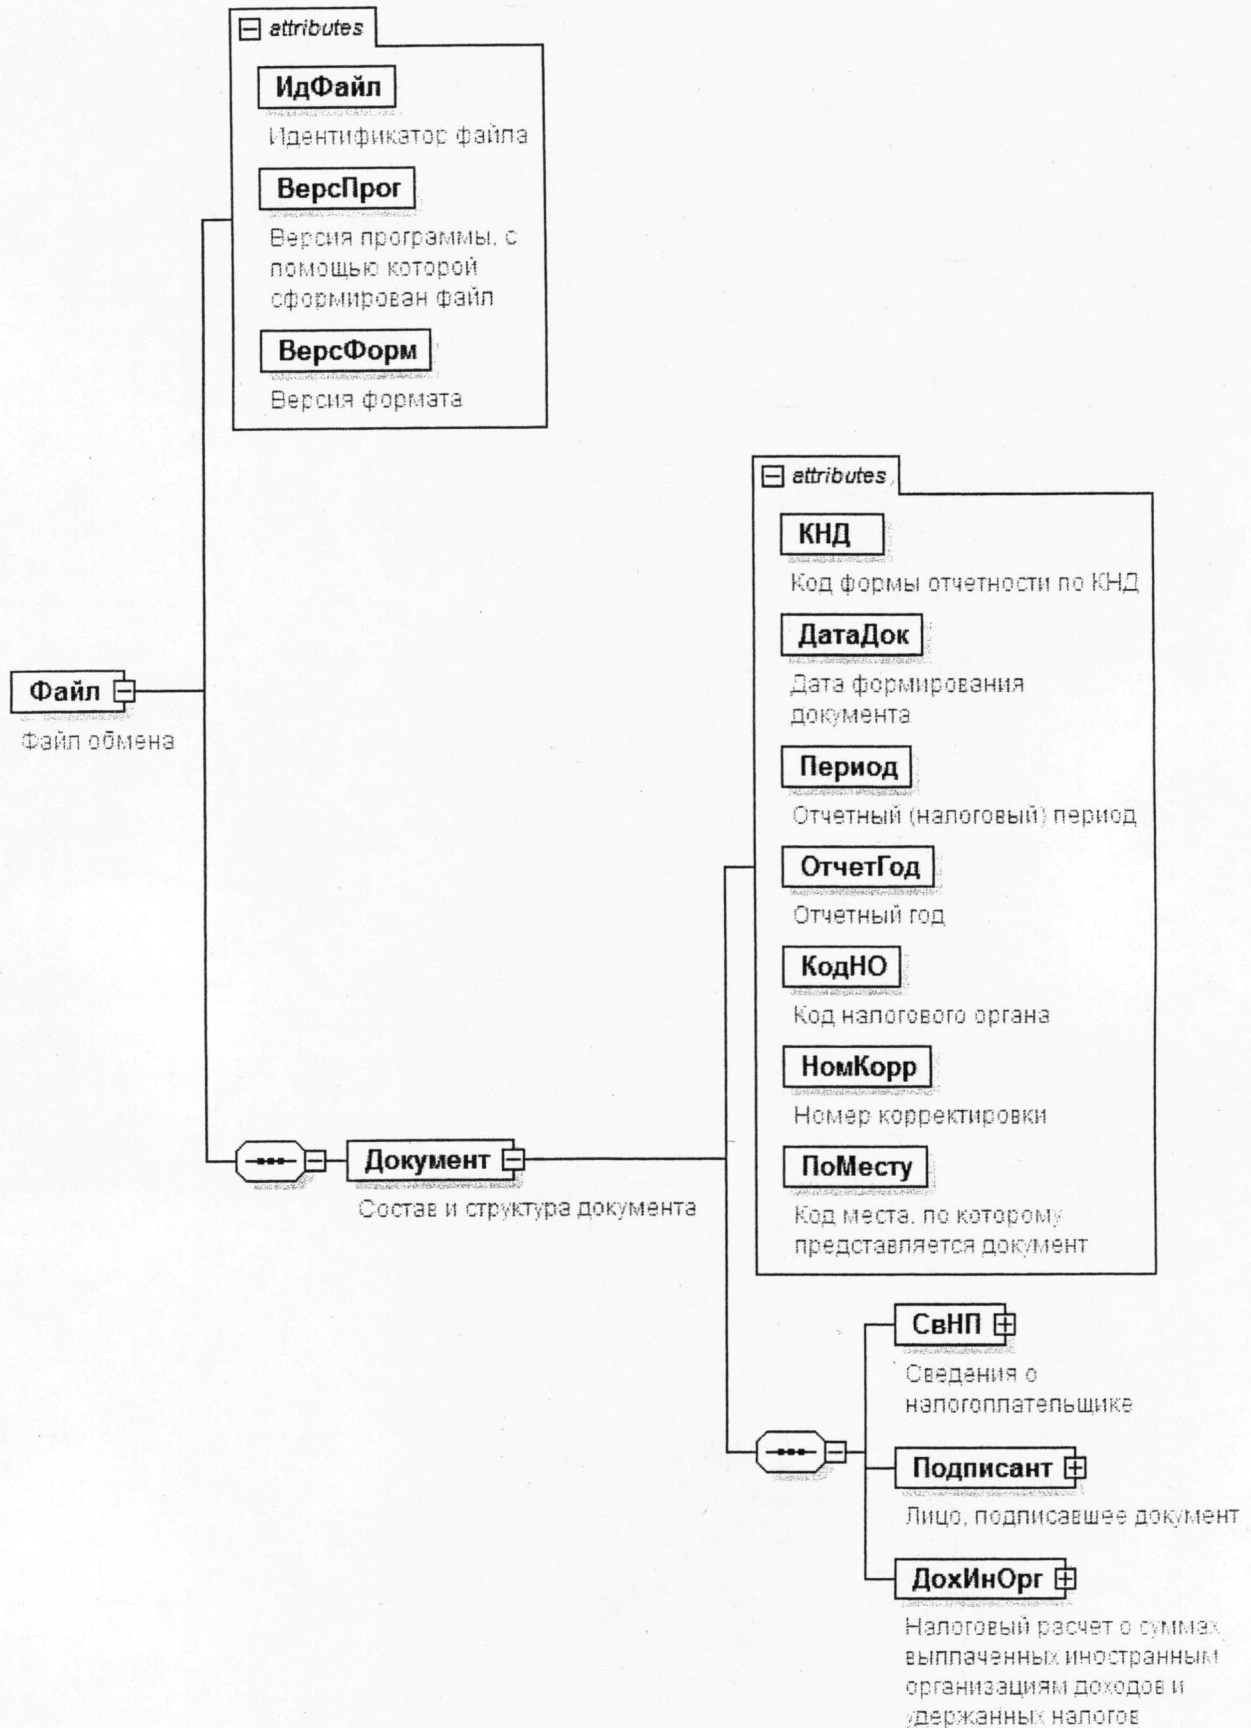 attributes
ИдФайл
Идентификатор файла
ВерсПрог
Версия программы, с
помощью которой
сформирован файл
ВерсФорм
Версия формата
attributes
КНД
Код формы отчетности по КНД
ДатаДок
Дата формирования
документа
Период
Отчетный (налоговый) период
ОтчетГод
Отчетный год
КодНО
Код налогового органа
НомКорр
Номер корректировки
ПоМесту
Код места, по которому
представляется документ
Файл
Файл обмена
Документ
Состав и структура документа
СвНП
Сведения о
налогоплательщике
Подписант
Лицо, подписавшее документ
ДохИнОрг
Налоговый расчет о суммах
выплаченных иностранным
организациям доходов и
удержанных налогов